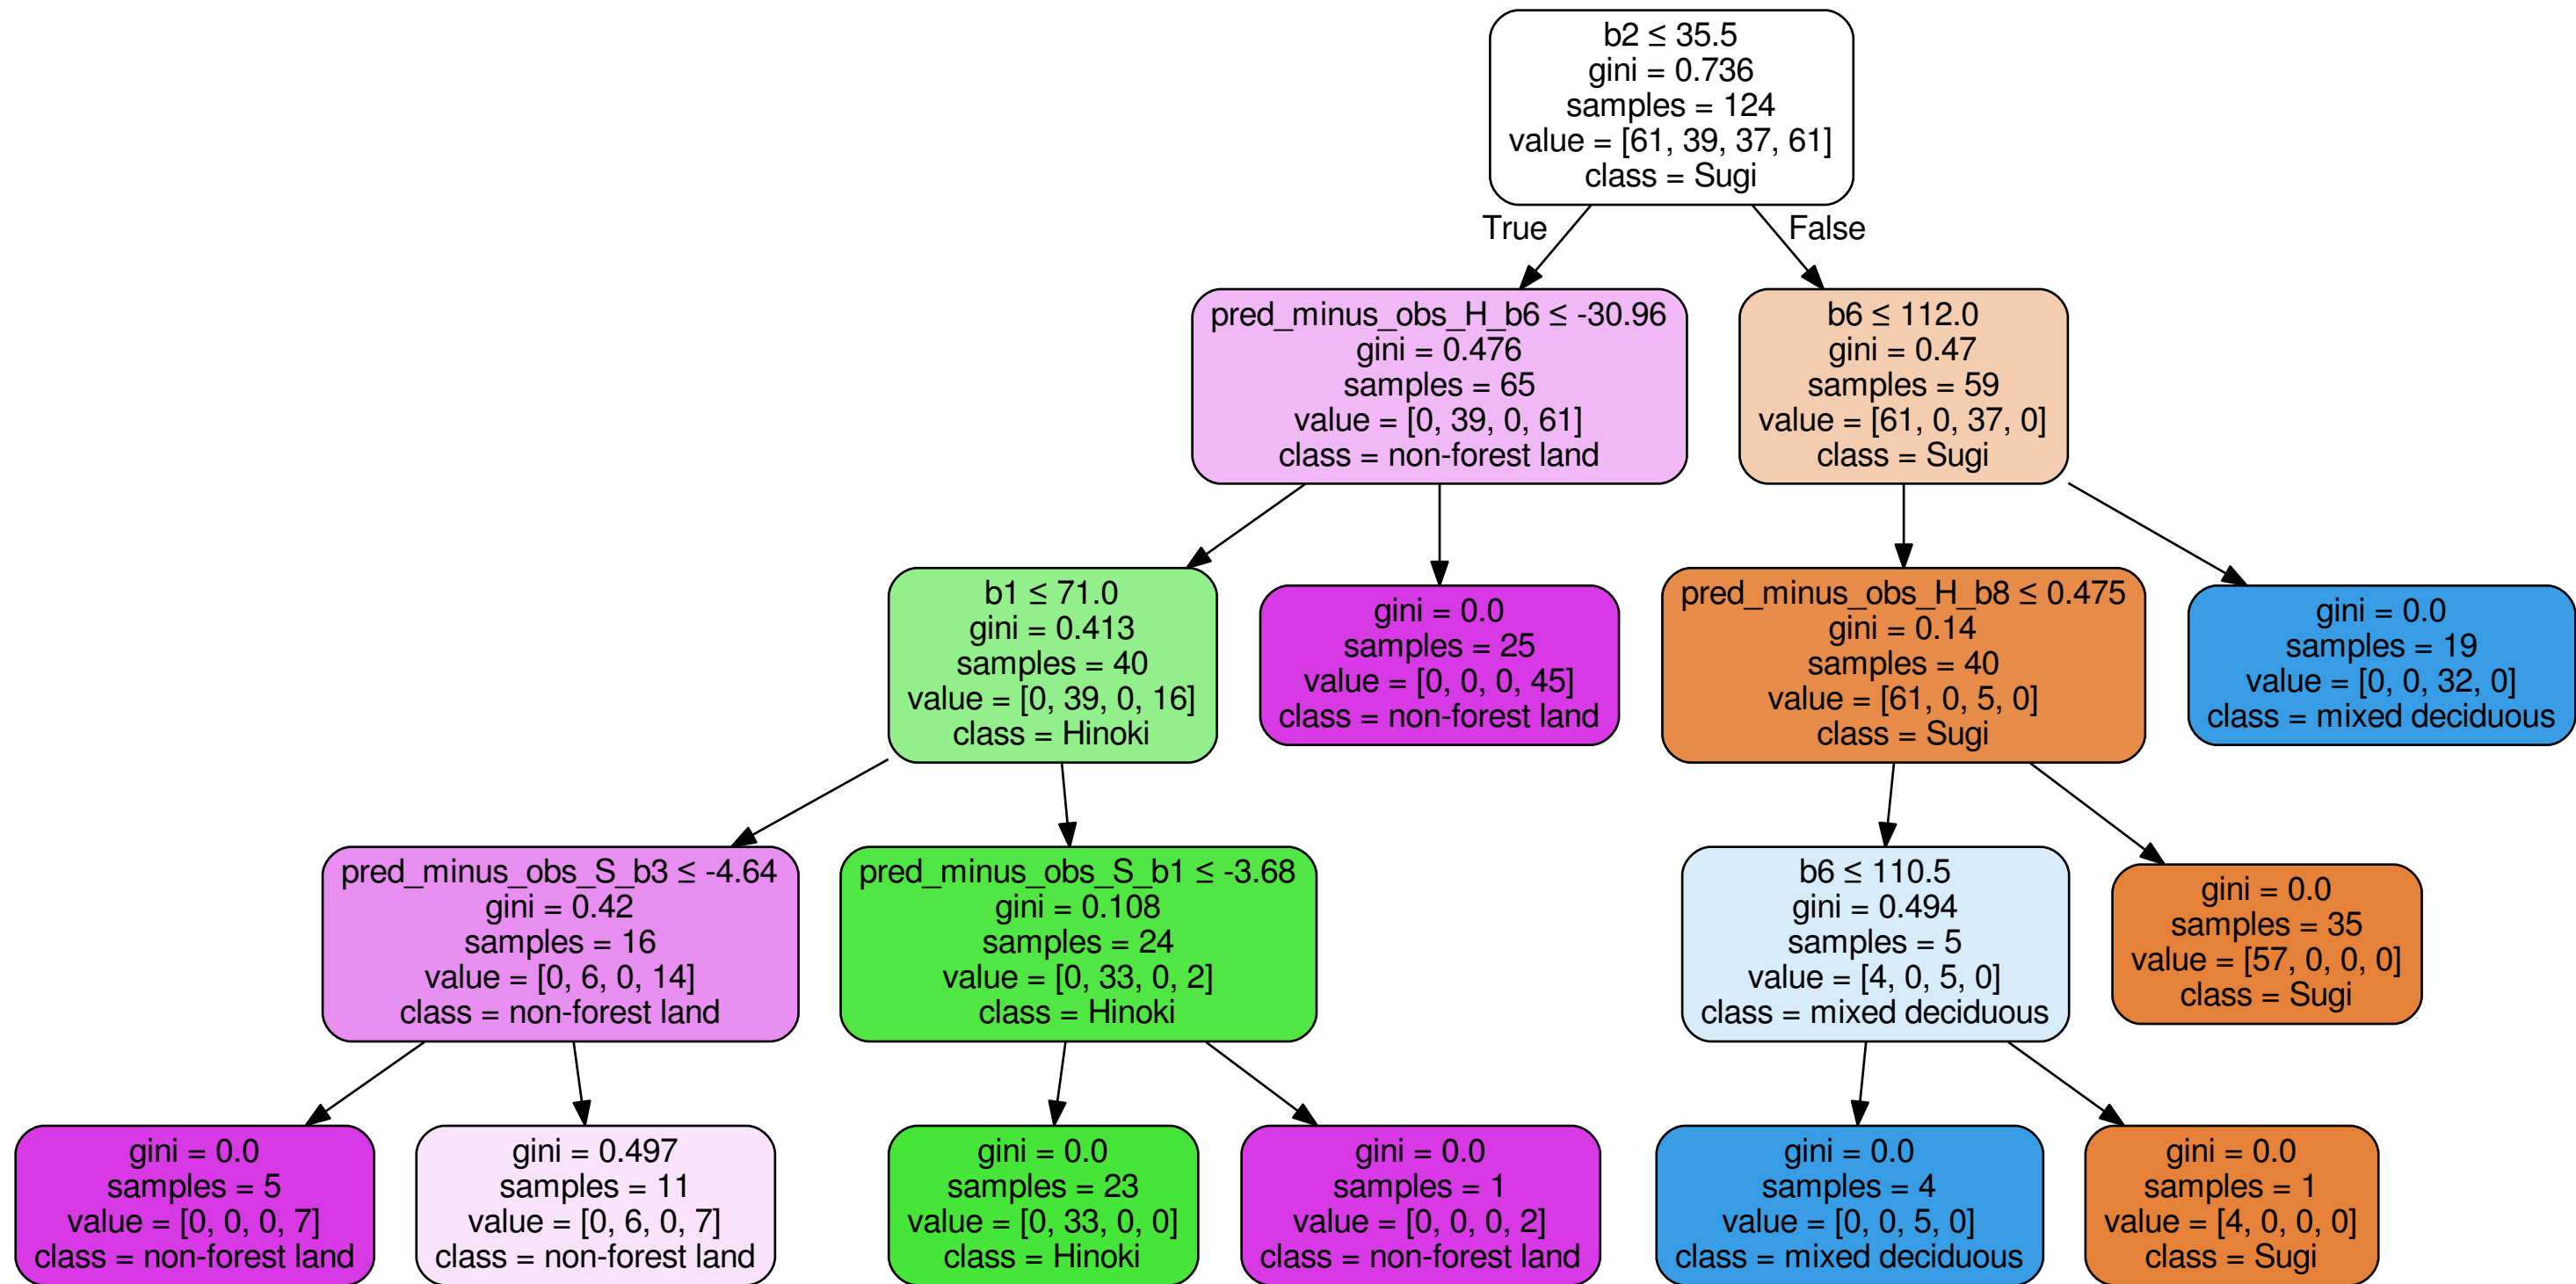 b2 ≤ 35.5
gini = 0.736
samples = 124
value = [61, 39, 37, 61]
class = Sugi
True
False
pred_minus_obs_H_b6 ≤ -30.96
gini = 0.476
samples = 65
value = [0, 39, 0, 61]
class = non-forest land
b6 ≤ 112.0
gini = 0.47
samples = 59
value = [61, 0, 37, 0]
class = Sugi
b1 ≤ 71.0
gini = 0.413
samples = 40
value = [0, 39, 0, 16]
class = Hinoki
gini = 0.0
samples = 25
value = [0, 0, 0, 45]
class = non-forest land
pred_minus_obs_H_b8 ≤ 0.475
gini = 0.14
samples = 40
value = [61, 0, 5, 0]
class = Sugi
gini = 0.0
samples = 19
value = [0, 0, 32, 0]
class = mixed deciduous
pred_minus_obs_S_b3 ≤ -4.64
gini = 0.42
samples = 16
value = [0, 6, 0, 14]
class = non-forest land
pred_minus_obs_S_b1 ≤ -3.68
gini = 0.108
samples = 24
value = [0, 33, 0, 2]
class = Hinoki
b6 ≤ 110.5
gini = 0.494
samples = 5
value = [4, 0, 5, 0]
class = mixed deciduous
gini = 0.0
samples = 35
value = [57, 0, 0, 0]
class = Sugi
gini = 0.0
samples = 5
value = [0, 0, 0, 7]
class = non-forest land
gini = 0.497
samples = 11
value = [0, 6, 0, 7]
class = non-forest land
gini = 0.0
samples = 23
value = [0, 33, 0, 0]
class = Hinoki
gini = 0.0
samples = 1
value = [0, 0, 0, 2]
class = non-forest land
gini = 0.0
samples = 4
value = [0, 0, 5, 0]
class = mixed deciduous
gini = 0.0
samples = 1
value = [4, 0, 0, 0]
class = Sugi